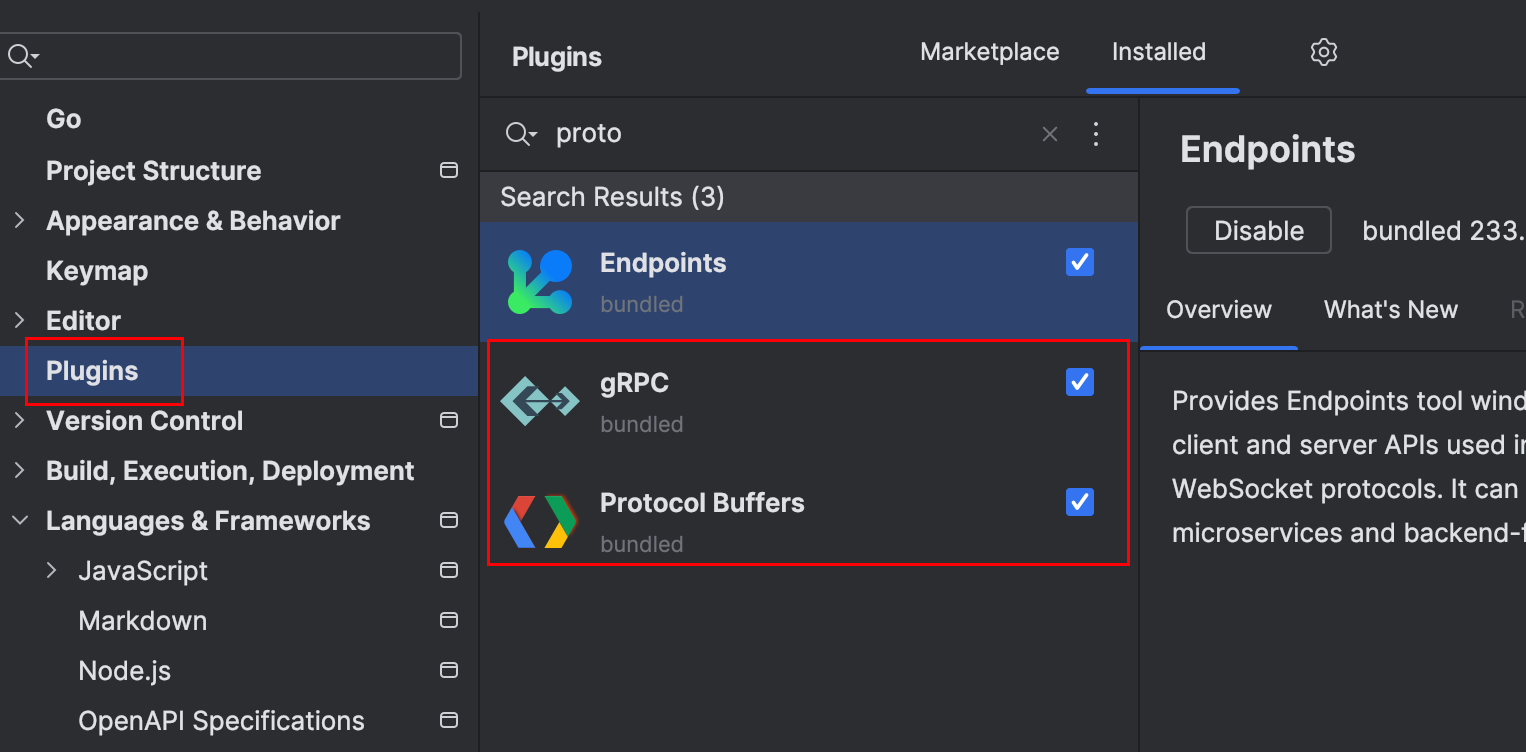 Go
Project Structure
Appearance & Behavior
Keymap
Editor
Plugins
Version Control
Build, Execution, Deployment
Languages & Frameworks
JavaScript
Markdown
Node.js
OpenAPI Specifications
Plugins
Marketplace
Installed
proto
Search Results (3)
Endpoints
bundled
gRPC
bundled
Protocol Buffers
bundled
Endpoints
Disable
bundled 233.
Overview
What's New
R
Provides Endpoints tool wind
client and server APIs used in
WebSocket protocols. It can
microservices and backend-f